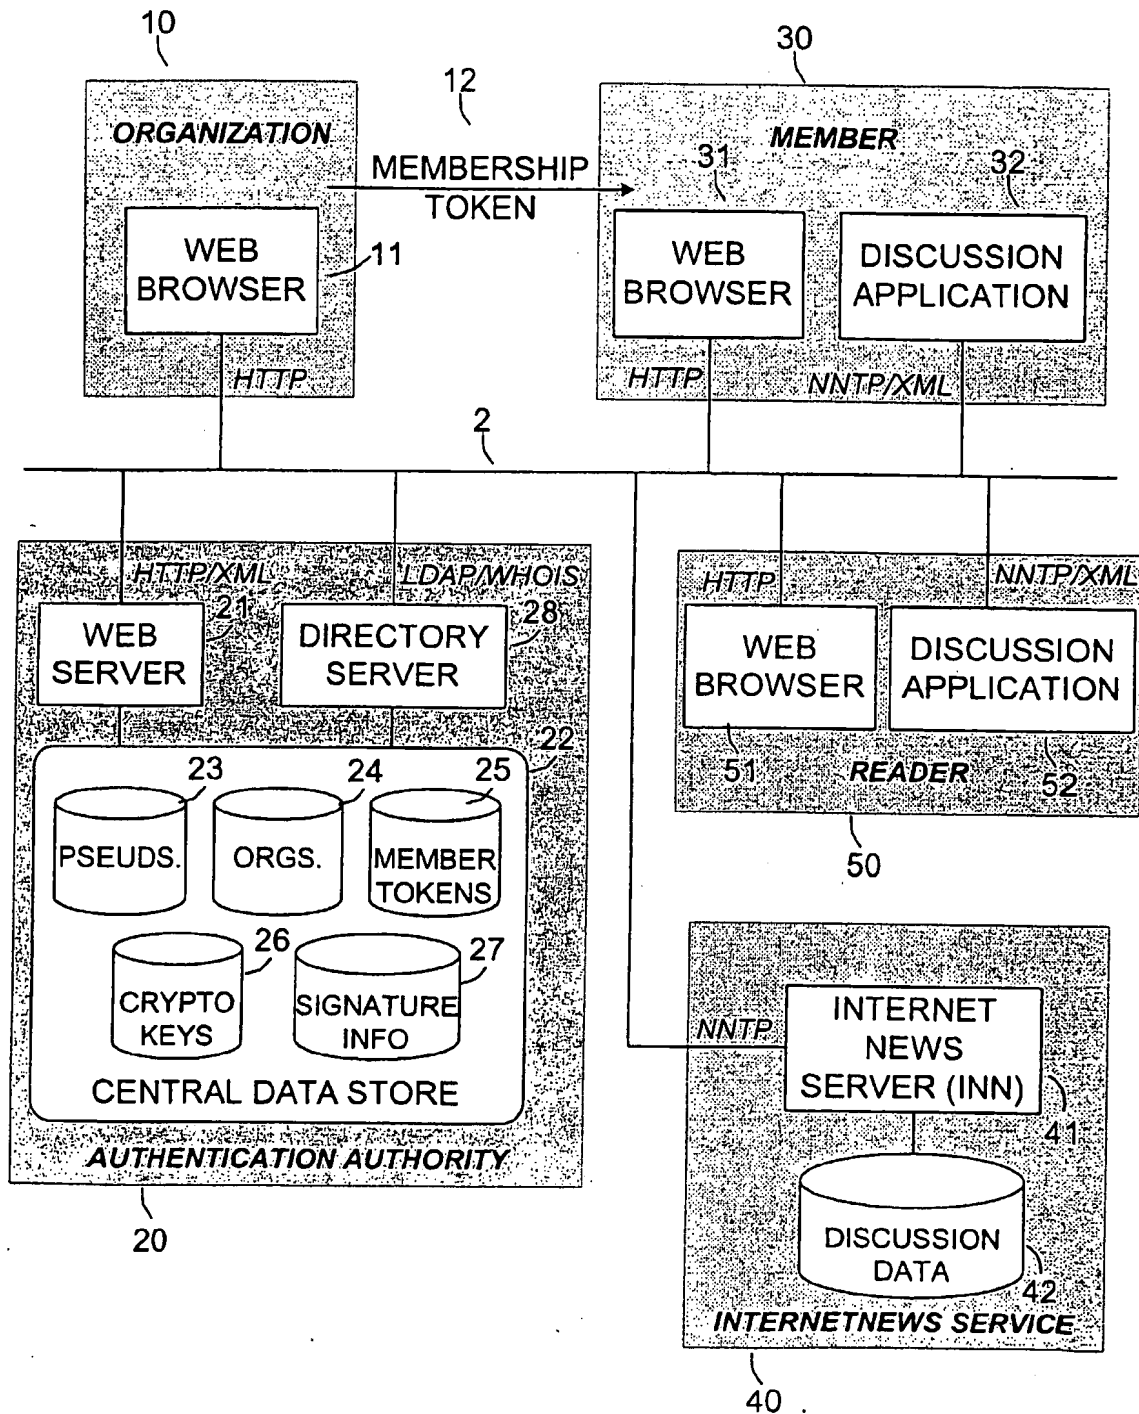 10
12
30
ORGANIZATION
MEMBERSHIP
TOKEN
MEMBER
31
32
WEB
BROWSER
11
WEB
BROWSER
DISCUSSION
APPLICATION
HTTP
HTTP
NNTP/XML
2
HTTP/XML
LDAP/WHOIS
HTTP
NNTP/XML
21
28
WEB
SERVER
DIRECTORY
SERVER
WEB
BROWSER
DISCUSSION
APPLICATION
22
51
READER
52
50
23
24
25
PSEUDS.
ORGS.
MEMBER
TOKENS
26
27
CRYPTO
KEYS
SIGNATURE
INFO
CENTRAL DATA STORE
AUTHENTICATION AUTHORITY
20
NNTP
INTERNET
NEWS
SERVER (INN)
41
DISCUSSION
DATA
42
INTERNETNEWS SERVICE
40